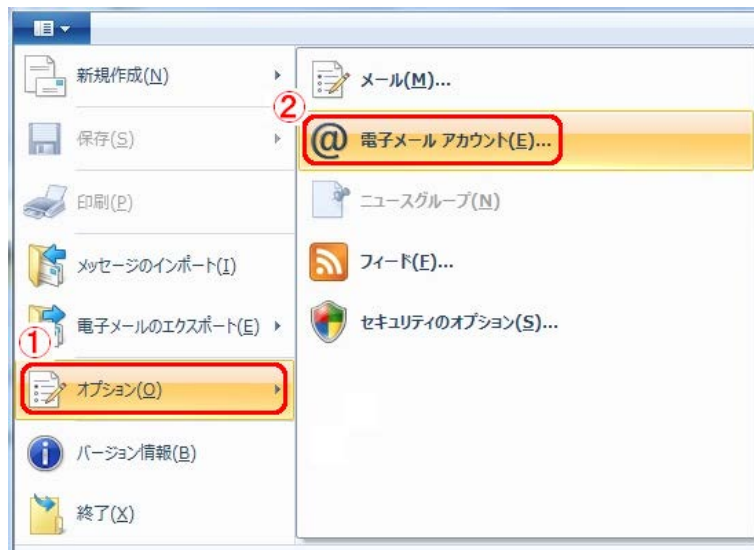 新規作成(N)
保存(S)
印刷(P)
メッセージのインポート(I)
電子メールのエクスポート(E)
①
オプション(O)
バージョン情報(B)
終了(X)
メール(M)...
②
電子メール アカウント(E)...
ニュースグループ(N)
フィード(F)...
セキュリティのオプション(S)...